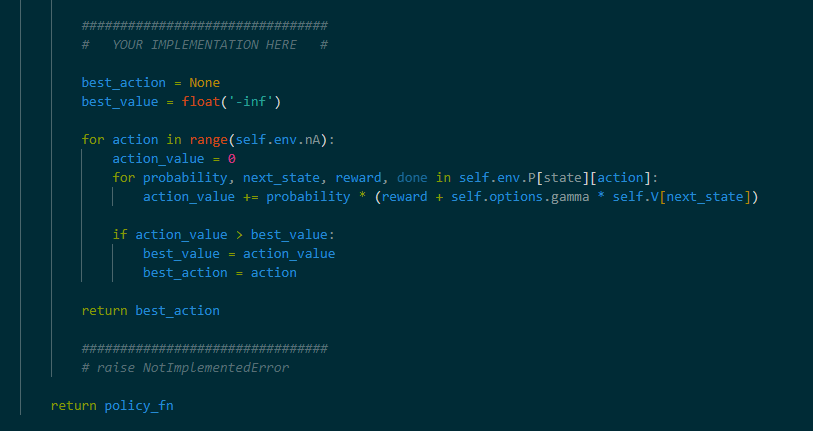 ################################
#   YOUR IMPLEMENTATION HERE   #
best_action = None
best_value = float('-inf')
for action in range(self.env.nA):
action_value = 0
for probability, next_state, reward, done in self.env.P[state][action]:
action_value += probability * (reward + self.options.gamma * self.V[next_state])
if action_value > best_value:
best_value = action_value
best_action = action
return best_action
################################
# raise NotImplementedError
return policy_fn